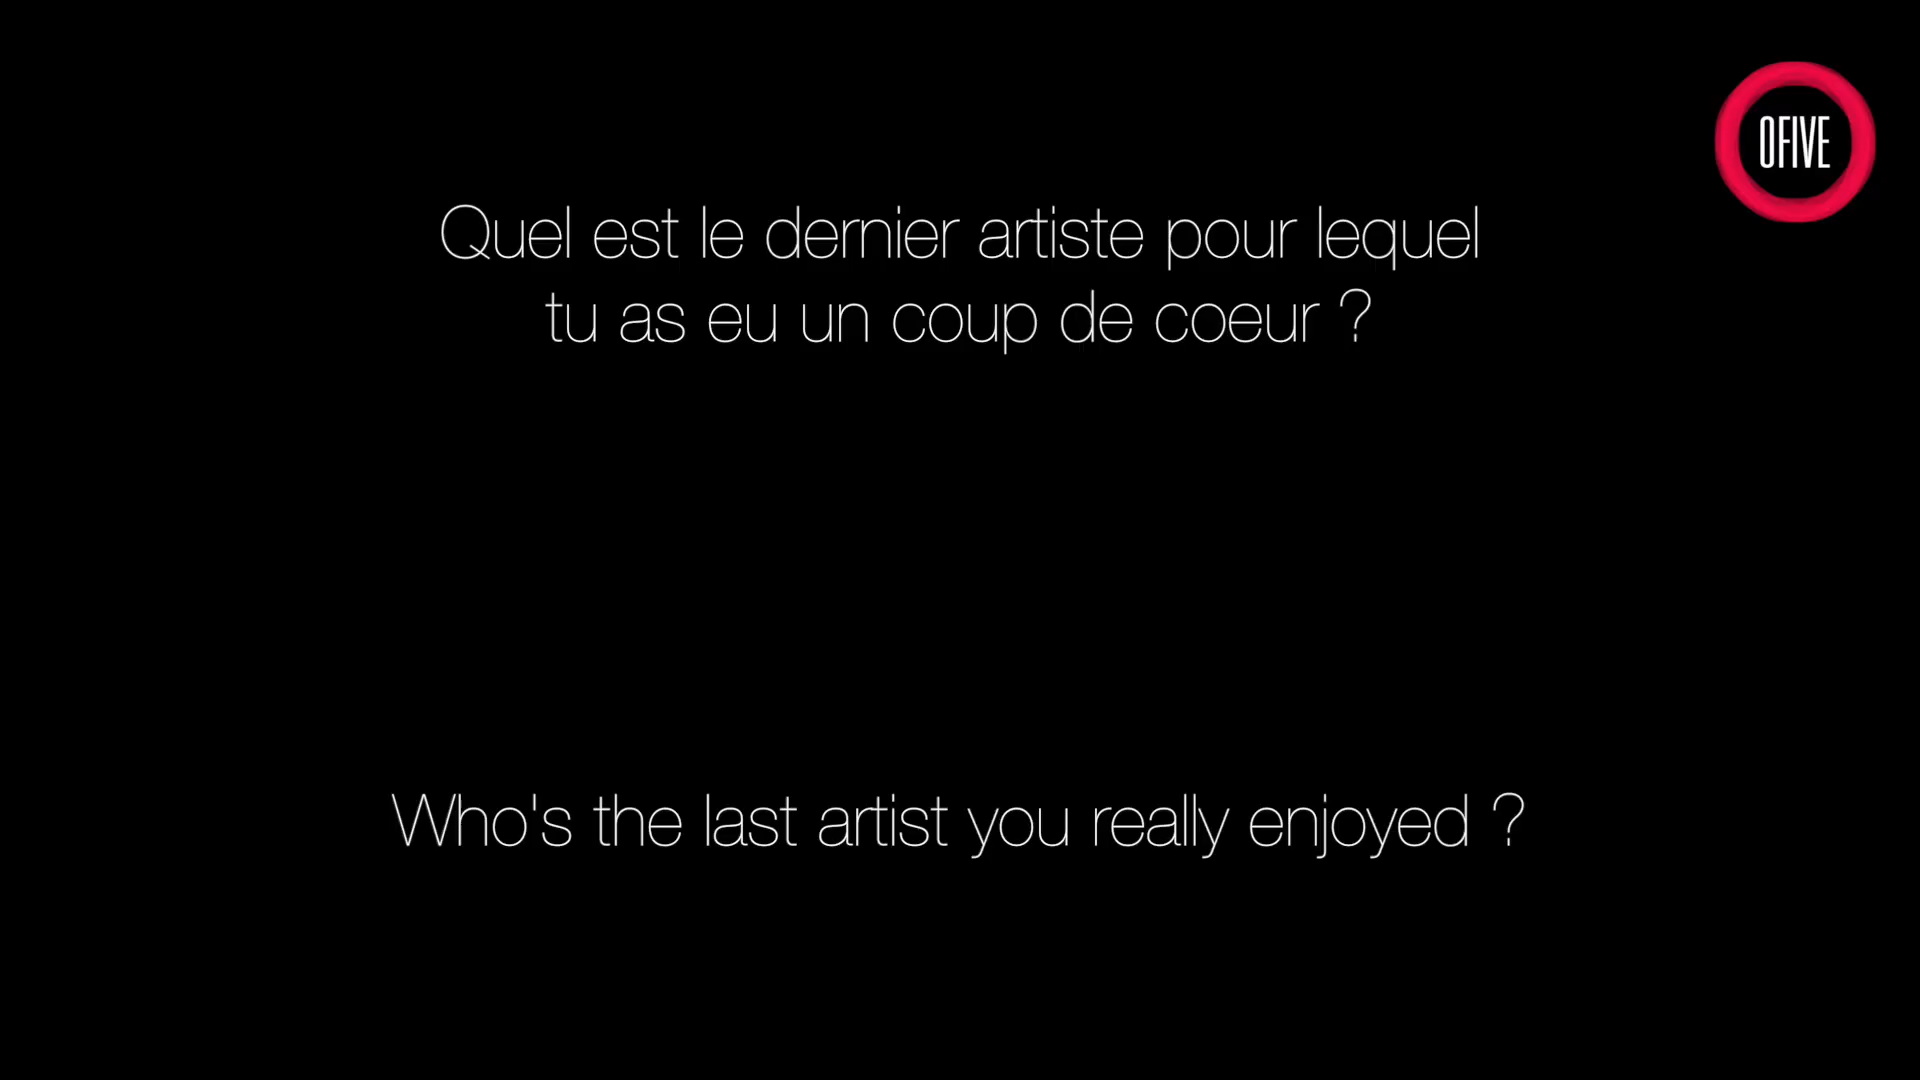 OFIVE
Quel est le dernier artiste pour lequel
tu as eu un coup de coeur ?
Who's the last artist you really enjoyed ?